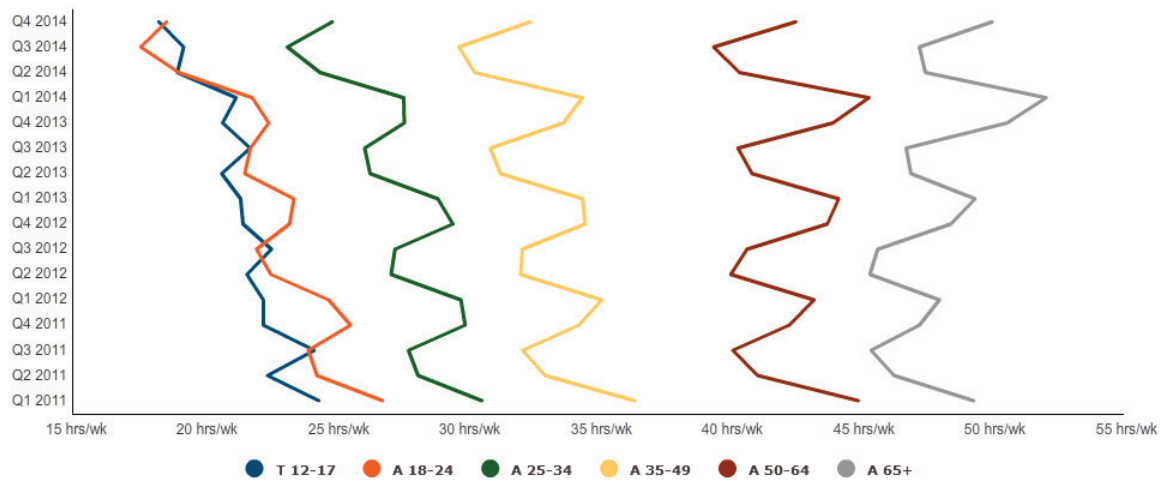 Q4 2014
Q3 2014
Q2 2014
Q1 2014
Q4 2013
Q3 2013
Q2 2013
Q1 2013
Q4 2012
Q3 2012
Q2 2012
Q1 2012
Q4 2011
Q3 2011
Q2 2011
Q1 2011
15 hrs/wk 20 hrs/wk 25 hrs/wk 30 hrs/wk 35 hrs/wk 40 hrs/wk 45 hrs/wk 50 hrs/wk 55 hrs/wk
T 12-17 A 18-24 A 25-34 A 35-49 A 50-64 A 65+